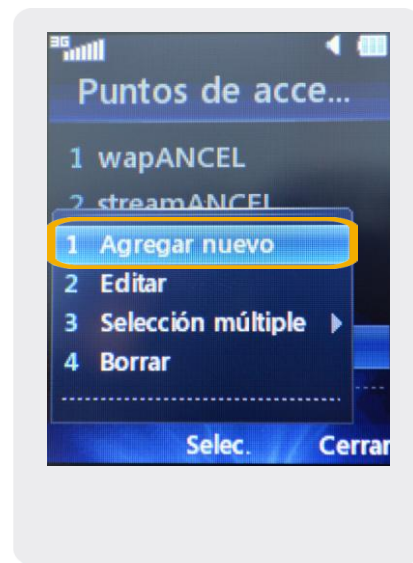 3G
Puntos de acce...
1 wapANCEL
2 streamANCEL
1 Agregar nuevo
2 Editar
3 Selección múltiple
4 Borrar
Selec. Cerrar